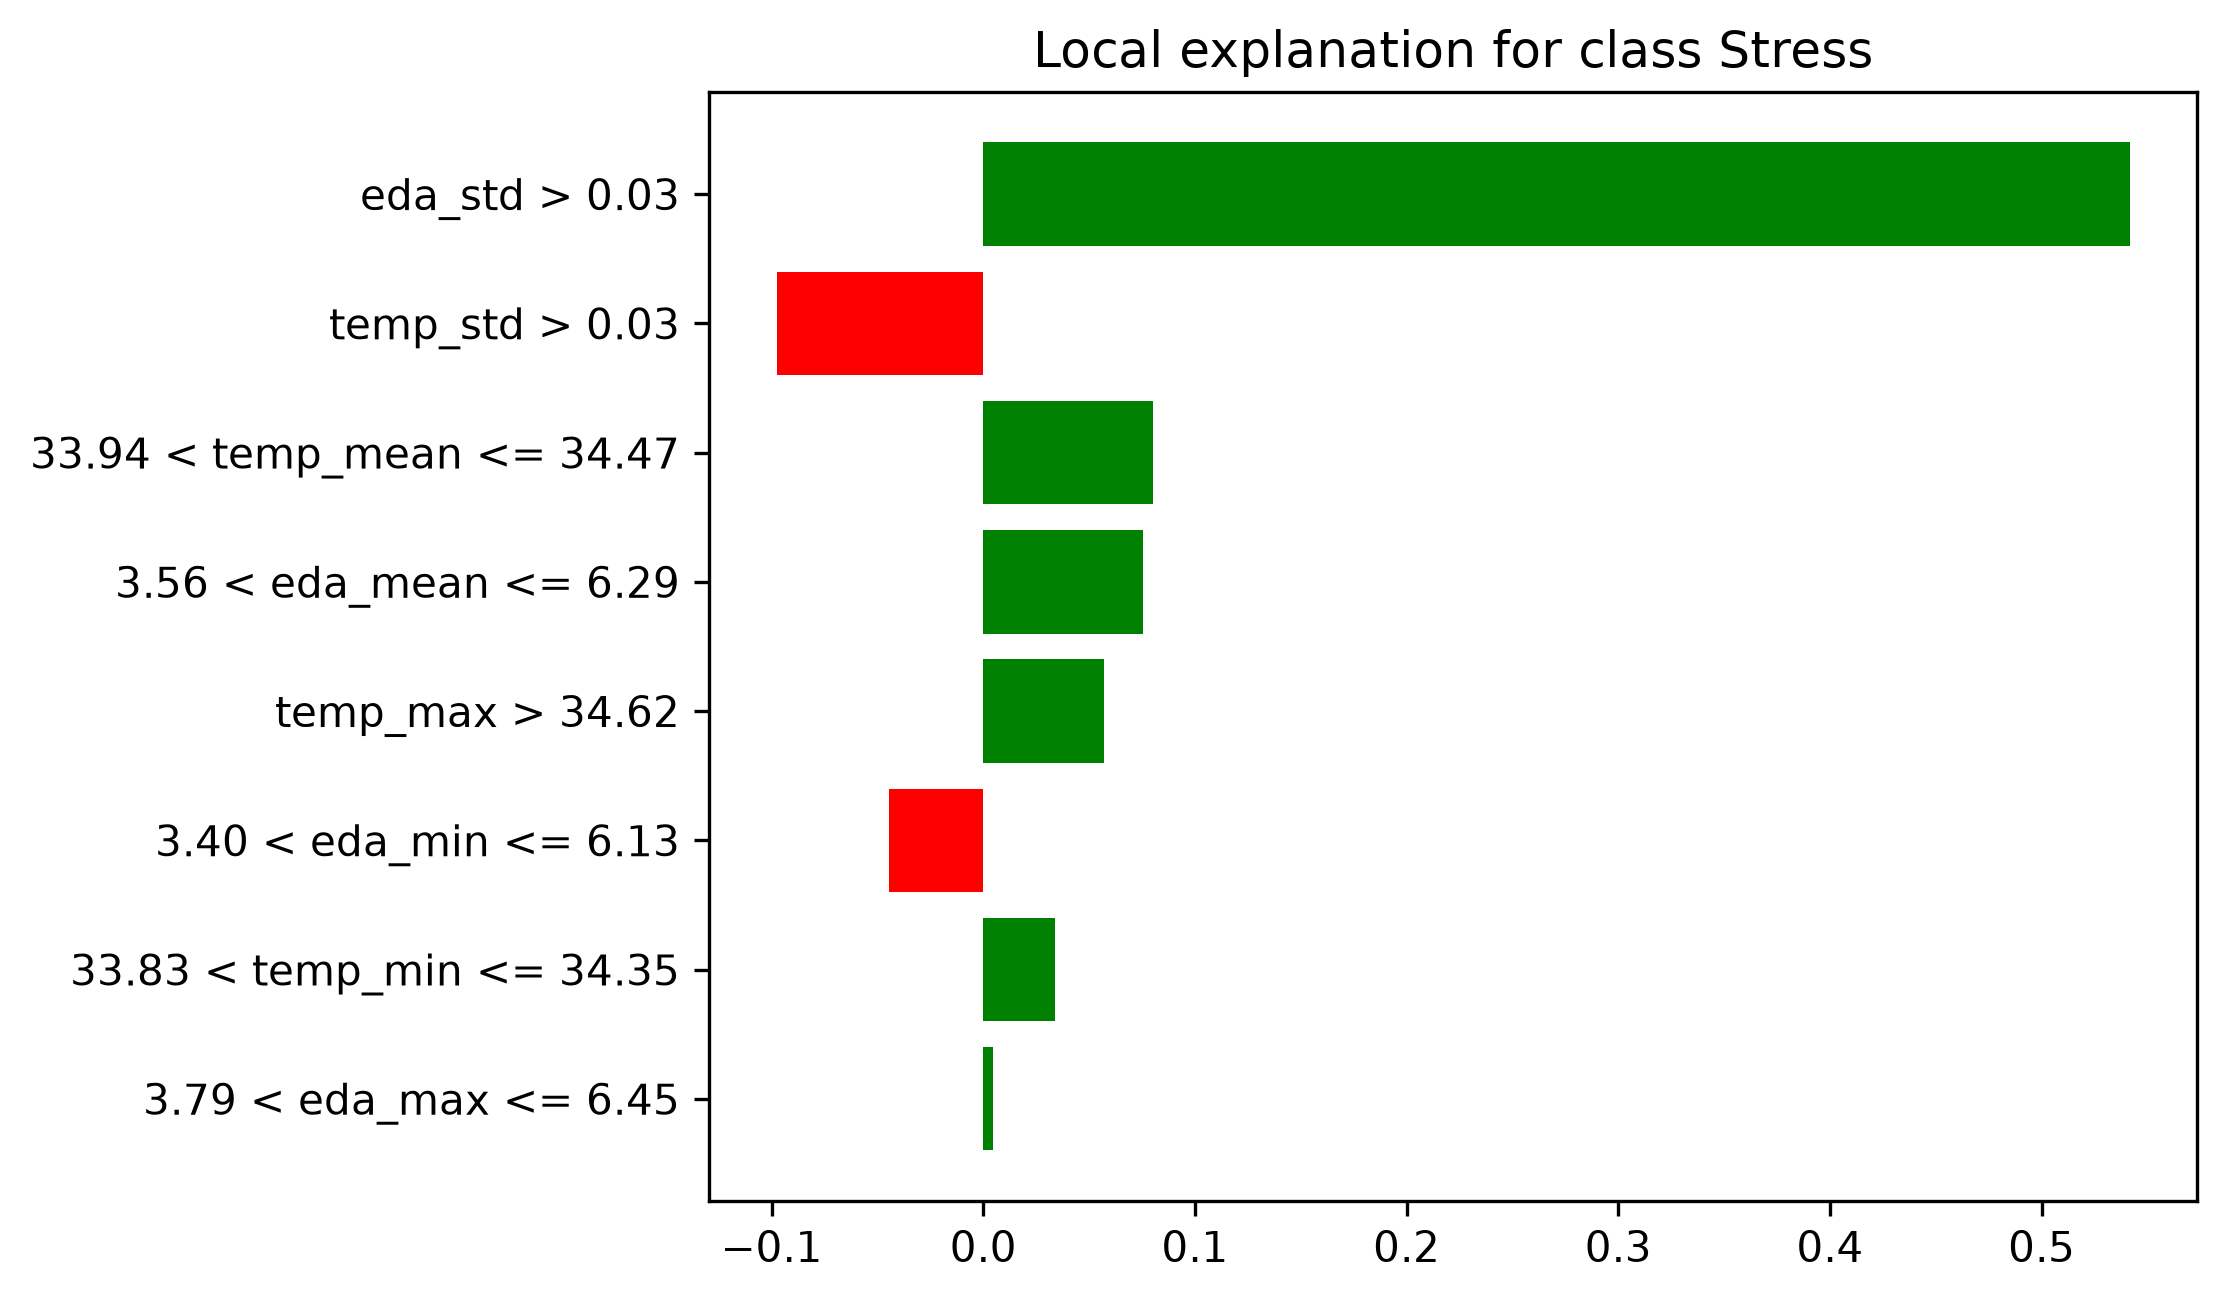 Local explanation for class Stress
eda_std > 0.03
temp_std > 0.03
33.94 < temp_mean <= 34.47
3.56 < eda_mean <= 6.29
temp_max > 34.62
3.40 < eda_min <= 6.13
33.83 < temp_min <= 34.35
3.79 < eda_max <= 6.45
−0.1 0.0 0.1 0.2 0.3 0.4 0.5